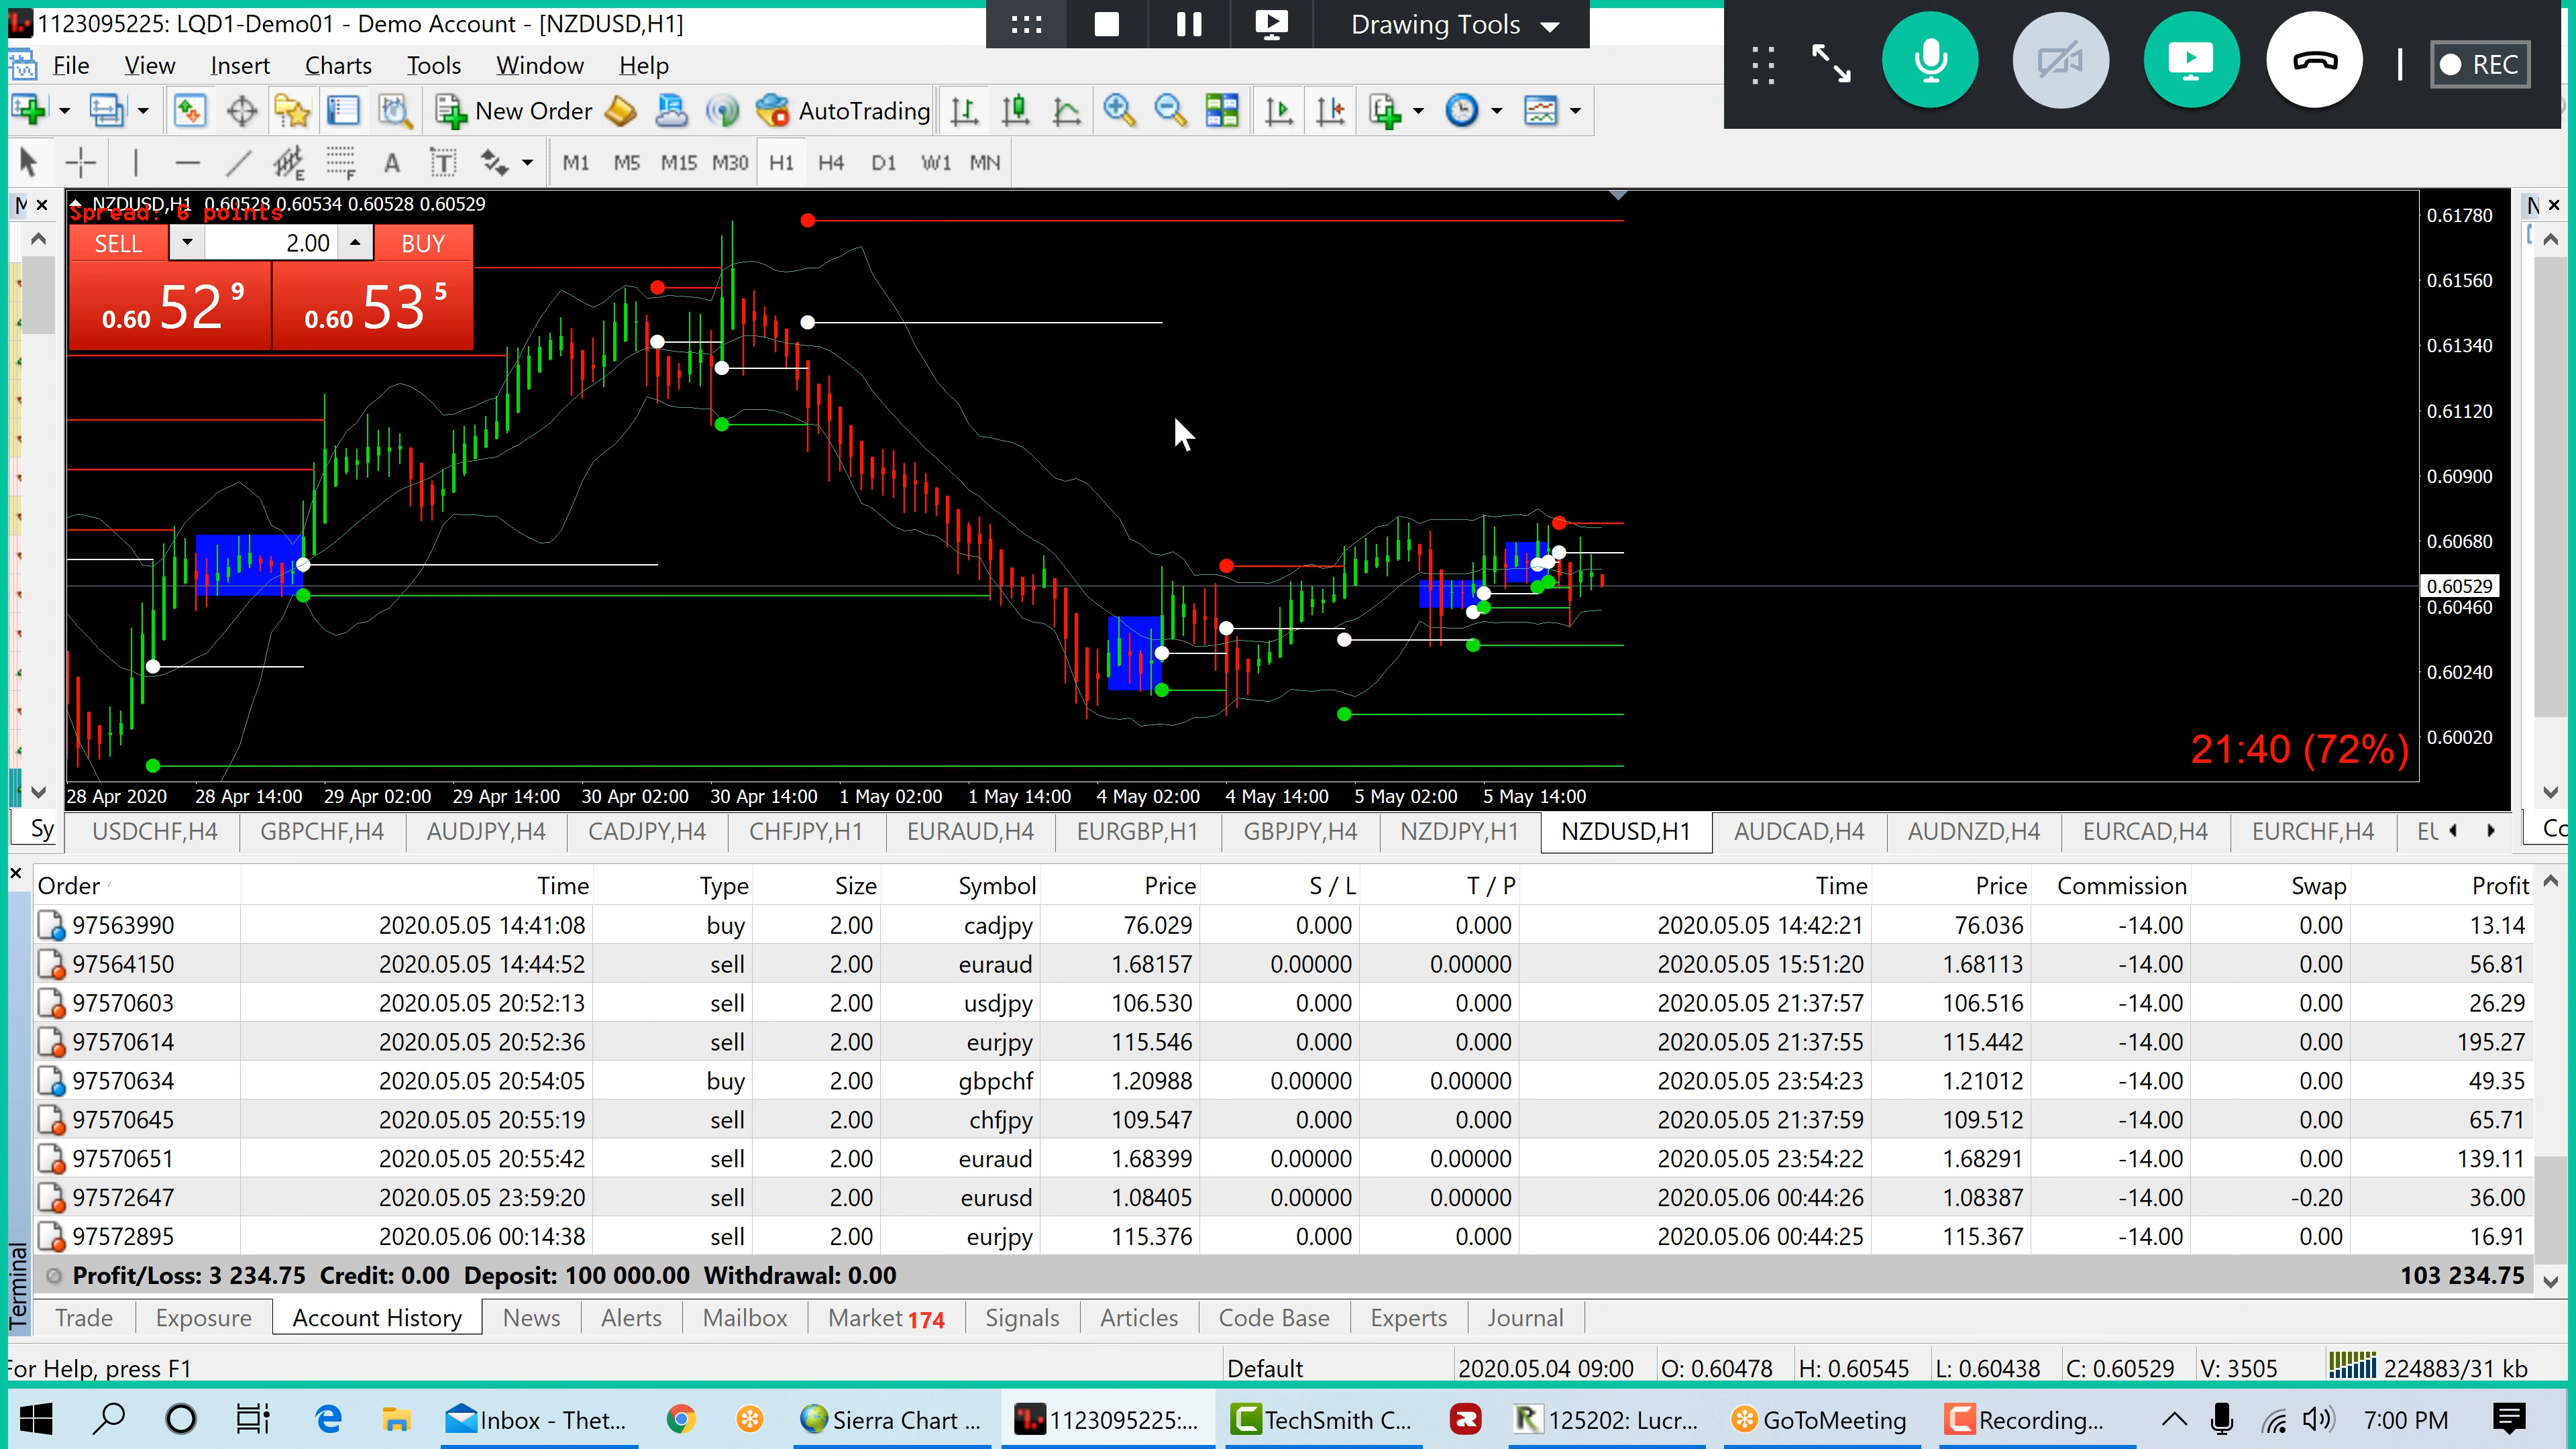 1123095225: LQD1-Demo01 - Demo Account - [NZDUSD,H1]
Drawing Tools
REC
File View Insert Charts Tools Window Help
New Order AutoTrading
E F A T M1 M5 M15 M30 H1 H4 D1 W1 MN
NZDUSD,H1 0.60528 0.60534 0.60528 0.60529
Spread: 6 points
SELL 2.00 BUY
0.60 52 9 0.60 53 5
0.61780
0.61560
0.61340
0.61120
0.60900
0.60680
0.60529
0.60460
0.60240
0.60020
21:40 (72%)
28 Apr 2020 28 Apr 14:00 29 Apr 02:00 29 Apr 14:00 30 Apr 02:00 30 Apr 14:00 1 May 02:00 1 May 14:00 4 May 02:00 4 May 14:00 5 May 02:00 5 May 14:00
Sy USDCHF,H4 GBPCHF,H4 AUDJPY,H4 CADJPY,H4 CHFJPY,H1 EURAUD,H4 EURGBP,H1 GBPJPY,H4 NZDJPY,H1 NZDUSD,H1 AUDCAD,H4 AUDNZD,H4 EURCAD,H4 EURCHF,H4 EU Co
Order Time Type Size Symbol Price S / L T / P Time Price Commission Swap Profit
97563990 2020.05.05 14:41:08 buy 2.00 cadjpy 76.029 0.000 0.000 2020.05.05 14:42:21 76.036 -14.00 0.00 13.14
97564150 2020.05.05 14:44:52 sell 2.00 euraud 1.68157 0.00000 0.00000 2020.05.05 15:51:20 1.68113 -14.00 0.00 56.81
97570603 2020.05.05 20:52:13 sell 2.00 usdjpy 106.530 0.000 0.000 2020.05.05 21:37:57 106.516 -14.00 0.00 26.29
97570614 2020.05.05 20:52:36 sell 2.00 eurjpy 115.546 0.000 0.000 2020.05.05 21:37:55 115.442 -14.00 0.00 195.27
97570634 2020.05.05 20:54:05 buy 2.00 gbpchf 1.20988 0.00000 0.00000 2020.05.05 23:54:23 1.21012 -14.00 0.00 49.35
97570645 2020.05.05 20:55:19 sell 2.00 chfjpy 109.547 0.000 0.000 2020.05.05 21:37:59 109.512 -14.00 0.00 65.71
97570651 2020.05.05 20:55:42 sell 2.00 euraud 1.68399 0.00000 0.00000 2020.05.05 23:54:22 1.68291 -14.00 0.00 139.11
97572647 2020.05.05 23:59:20 sell 2.00 eurusd 1.08405 0.00000 0.00000 2020.05.06 00:44:26 1.08387 -14.00 -0.20 36.00
97572895 2020.05.06 00:14:38 sell 2.00 eurjpy 115.376 0.000 0.000 2020.05.06 00:44:25 115.367 -14.00 0.00 16.91
Profit/Loss: 3 234.75 Credit: 0.00 Deposit: 100 000.00 Withdrawal: 0.00 103 234.75
Terminal
Trade Exposure Account History News Alerts Mailbox Market 174 Signals Articles Code Base Experts Journal
For Help, press F1 Default 2020.05.04 09:00 O: 0.60478 H: 0.60545 L: 0.60438 C: 0.60529 V: 3505 224883/31 kb
Inbox - Thet... Sierra Chart ... 1123095225:... TechSmith C... 125202: Lucr... GoToMeeting Recording... 7:00 PM